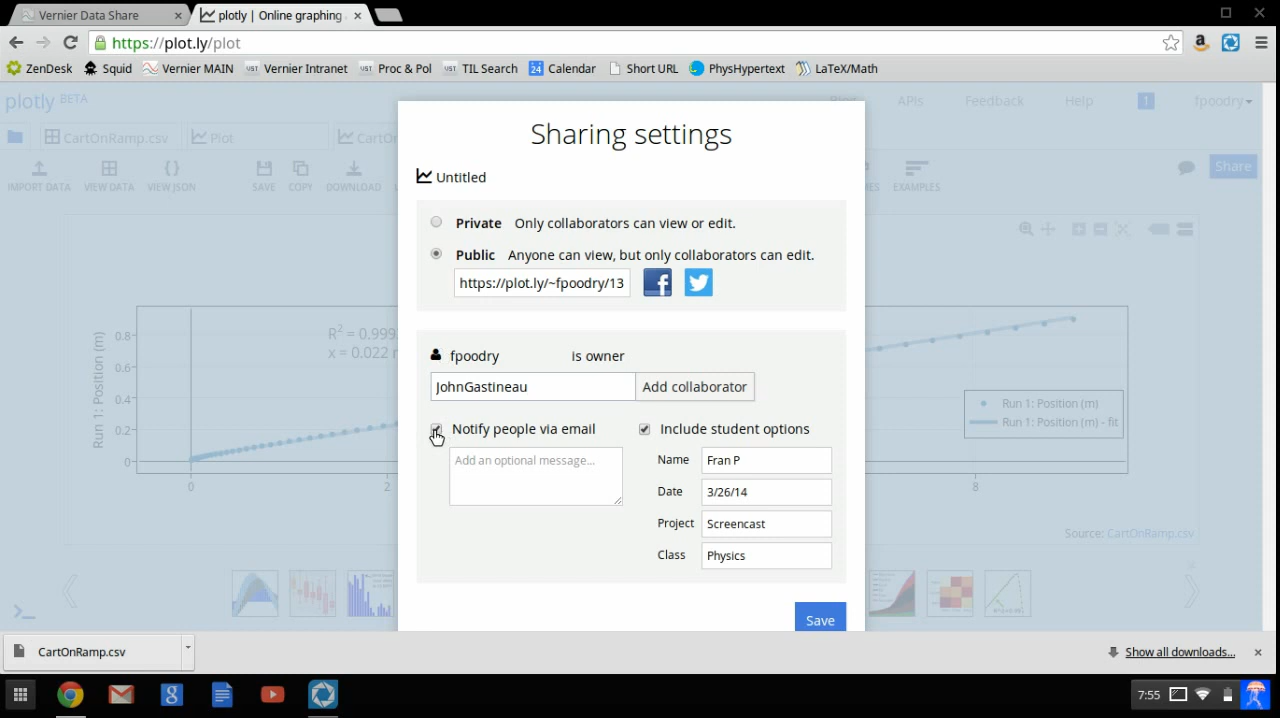 Vernier Data Share
plotly | Online graphing
https://plot.ly/plot
ZenDesk Squid Vernier MAIN VST Vernier Intranet VST Proc & Pol VST TIL Search 24 Calendar Short URL PhysHypertext LaTeX/Math
plotly BETA
Blog APIs Feedback Help 1 fpoodry
CartOnRamp.csv Plot CartOn
IMPORT DATA VIEW DATA VIEW JSON SAVE COPY DOWNLOAD EXAMPLES Share
Sharing settings
Untitled
Private Only collaborators can view or edit.
Public Anyone can view, but only collaborators can edit.
https://plot.ly/~fpoodry/13
fpoodry is owner
JohnGastineau Add collaborator
Notify people via email
Add an optional message...
Include student options
Name Fran P
Date 3/26/14
Project Screencast
Class Physics
Save
R2 = 0.999
x = 0.022
Run 1: Position (m)
0.8
0.6
0.4
0.2
0
0 2 8
Run 1: Position (m)
Run 1: Position (m) - fit
Source: CartOnRamp.csv
CartOnRamp.csv
Show all downloads...
7:55